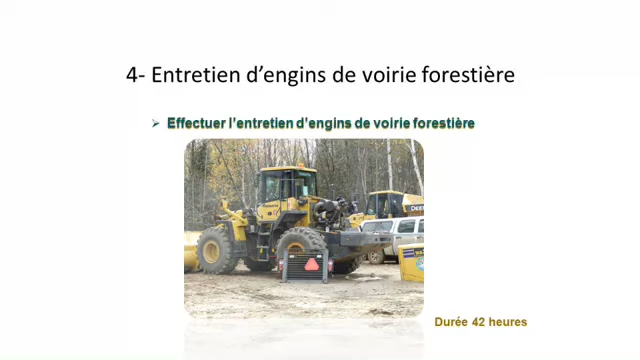 4- Entretien d’engins de voirie forestière
➢ Effectuer l’entretien d’engins de voirie forestière
Durée 42 heures